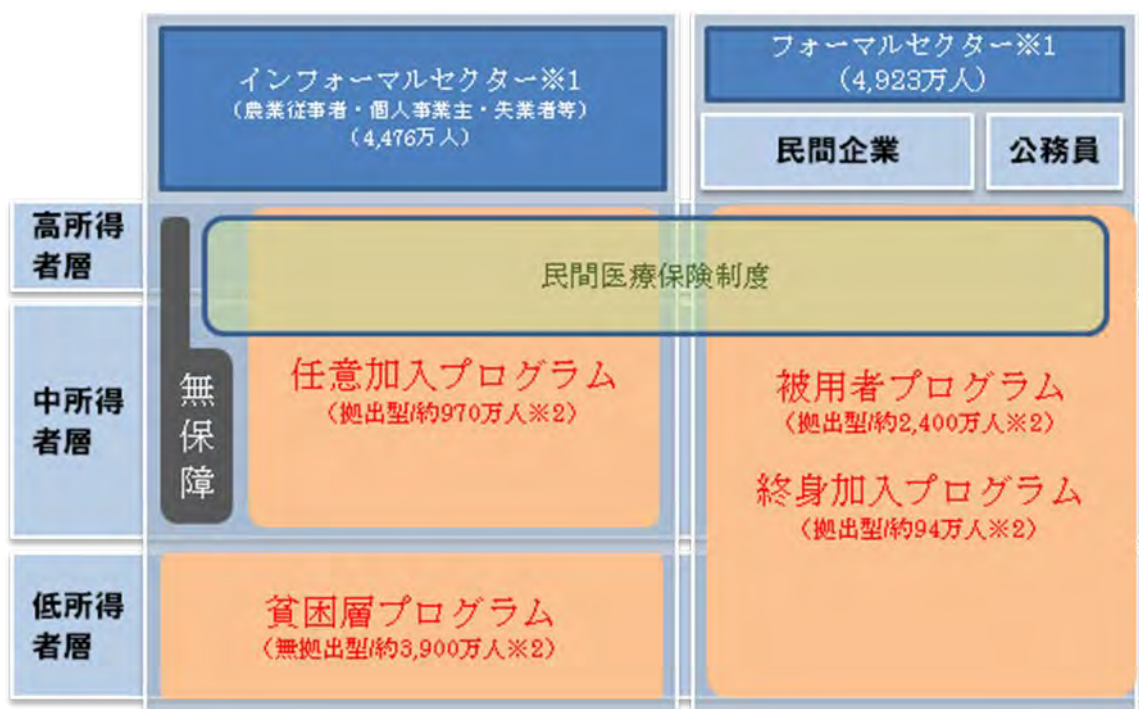 インフォーマルセクター※1
(農業従事者・個人事業主・失業者等)
(4,476万人)
フォーマルセクター※1
(4,923万人)
民間企業
公務員
高所得
者層
民間医療保険制度
中所得
者層
無保障
任意加入プログラム
(拠出型/約970万人※2)
被用者プログラム
(拠出型/約2,400万人※2)
終身加入プログラム
(拠出型/約94万人※2)
低所得
者層
貧困層プログラム
(無拠出型/約3,900万人※2)